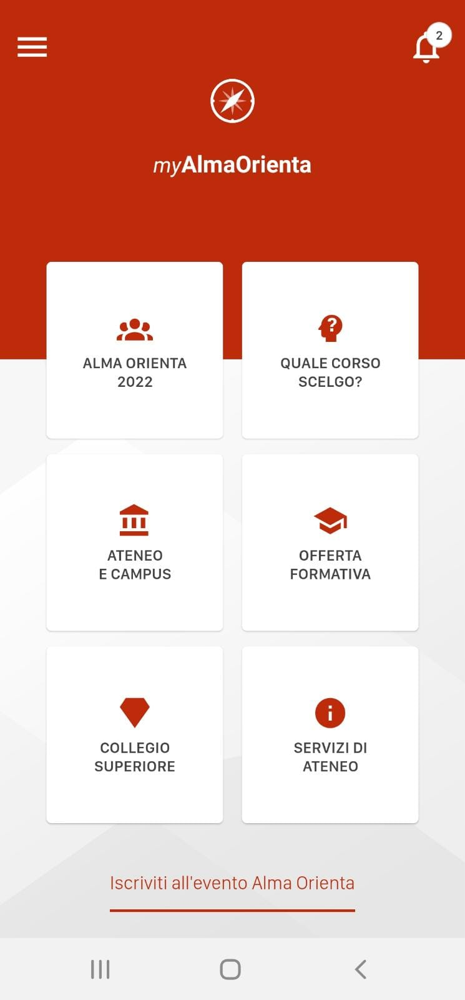 2
myAlmaOrienta
ALMA ORIENTA
2022
QUALE CORSO
SCELGO?
ATENEO
E CAMPUS
OFFERTA
FORMATIVA
COLLEGIO
SUPERIORE
SERVIZI DI
ATENEO
Iscriviti all'evento Alma Orienta